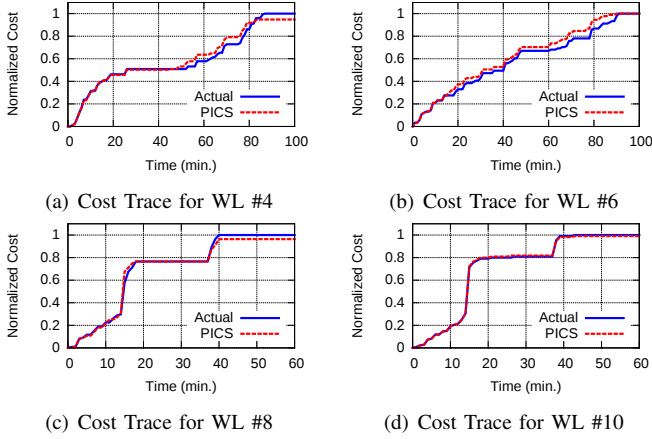 Normalized Cost
1
0.8
0.6
0.4
0.2
0
Actual
PICS
0 20 40 60 80 100
Time (min.)
(a) Cost Trace for WL #4
Normalized Cost
1
0.8
0.6
0.4
0.2
0
Actual
PICS
0 20 40 60 80 100
Time (min.)
(b) Cost Trace for WL #6
Normalized Cost
1
0.8
0.6
0.4
0.2
0
Actual
PICS
0 10 20 30 40 50 60
Time (min.)
(c) Cost Trace for WL #8
Normalized Cost
1
0.8
0.6
0.4
0.2
0
Actual
PICS
0 10 20 30 40 50 60
Time (min.)
(d) Cost Trace for WL #10